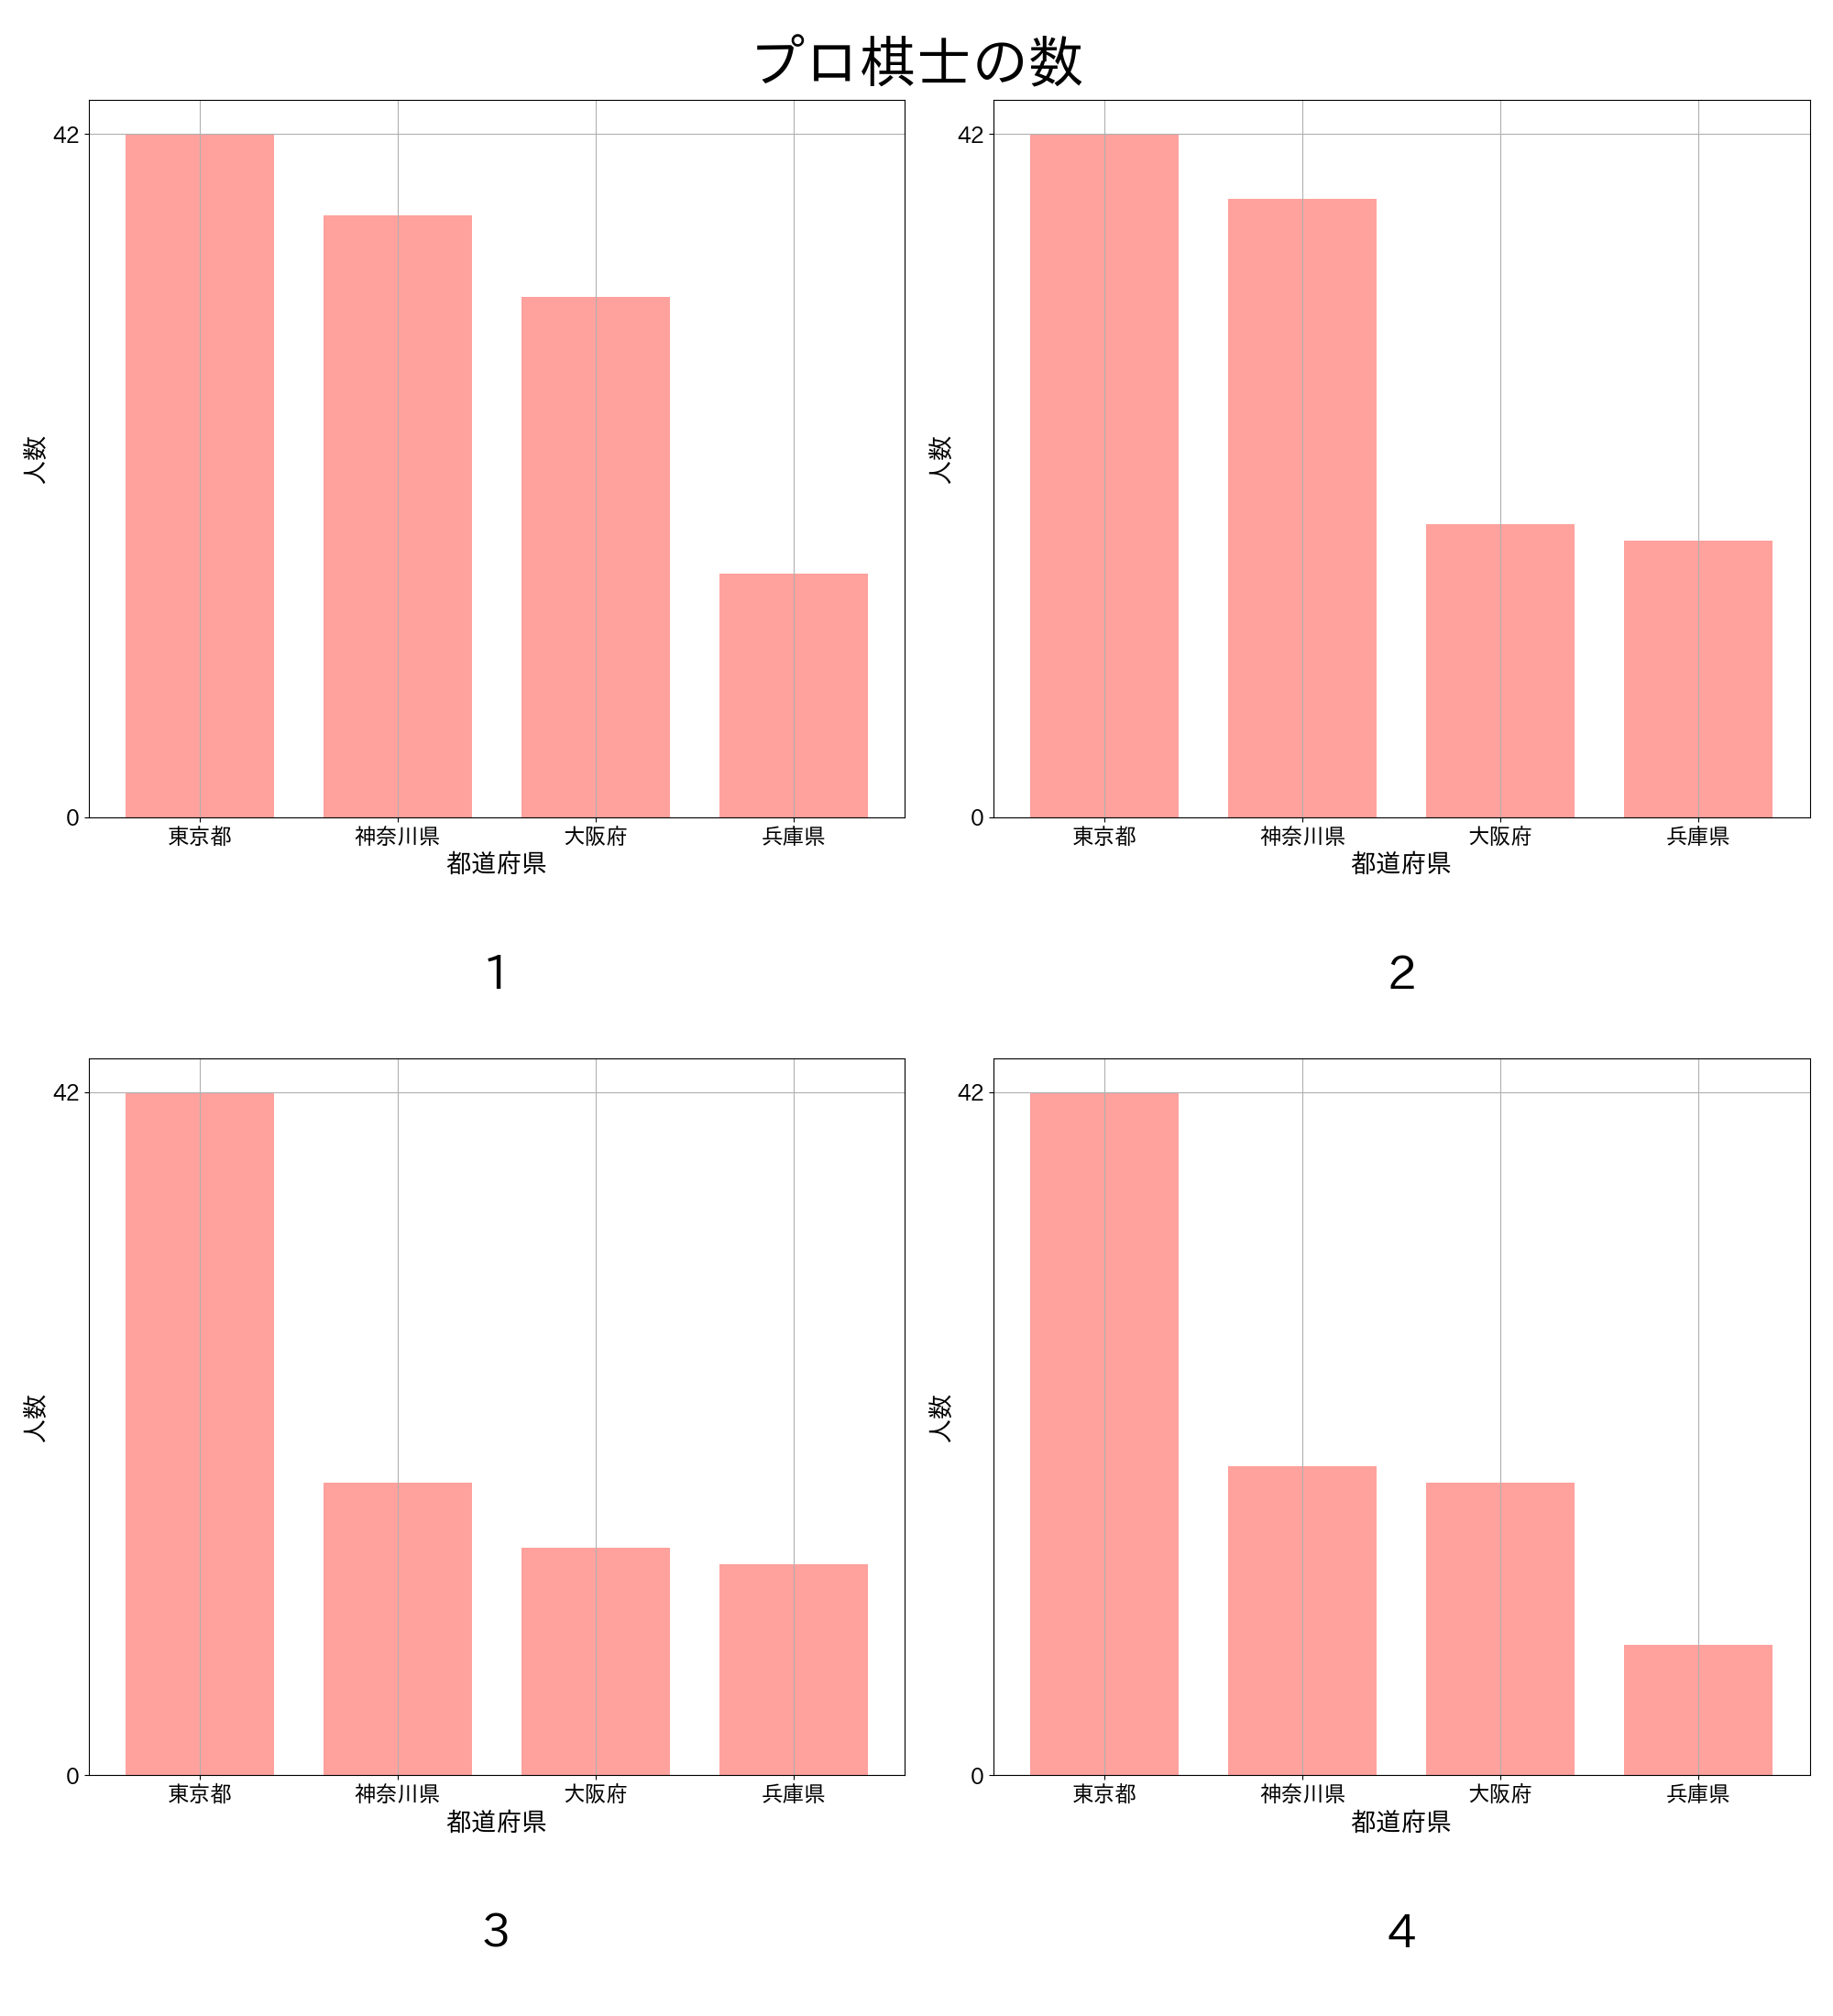 プロ棋士の数
42
人数
0
東京都 神奈川県 大阪府 兵庫県
都道府県
1
42
人数
0
東京都 神奈川県 大阪府 兵庫県
都道府県
2
42
人数
0
東京都 神奈川県 大阪府 兵庫県
都道府県
3
42
人数
0
東京都 神奈川県 大阪府 兵庫県
都道府県
4